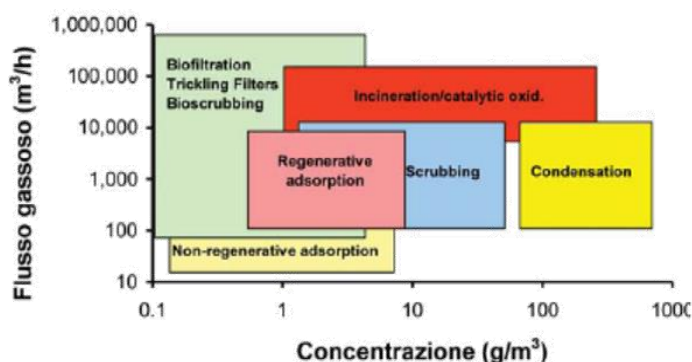 1,000,000
100,000
10,000
1,000
100
10
Flusso gassoso (m³/h)
Biofiltration
Trickling Filters
Bioscrubbing
Incineration/catalytic oxid.
Regenerative
adsorption
Scrubbing
Condensation
Non-regenerative adsorption
0.1
1
10
100
1000
Concentrazione (g/m³)